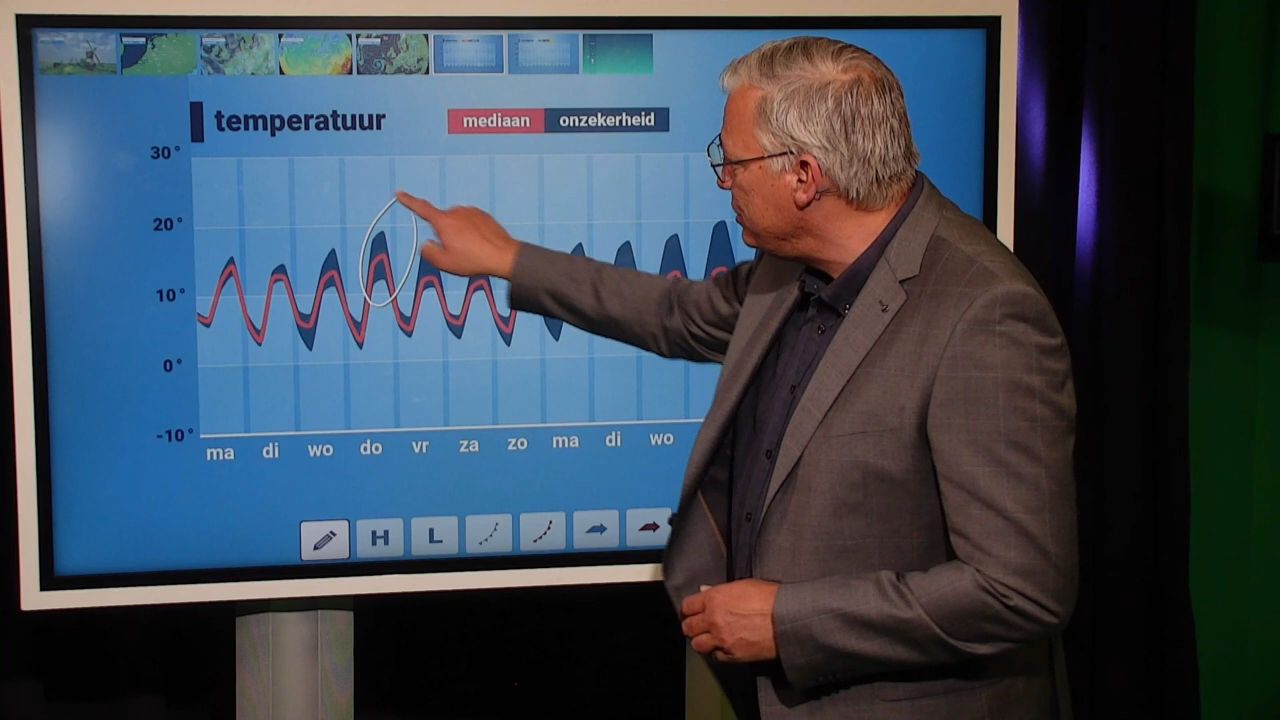 temperatuur
mediaan onzekerheid
30°
20°
10°
0°
-10°
ma di wo do vr za zo ma di wo
H L